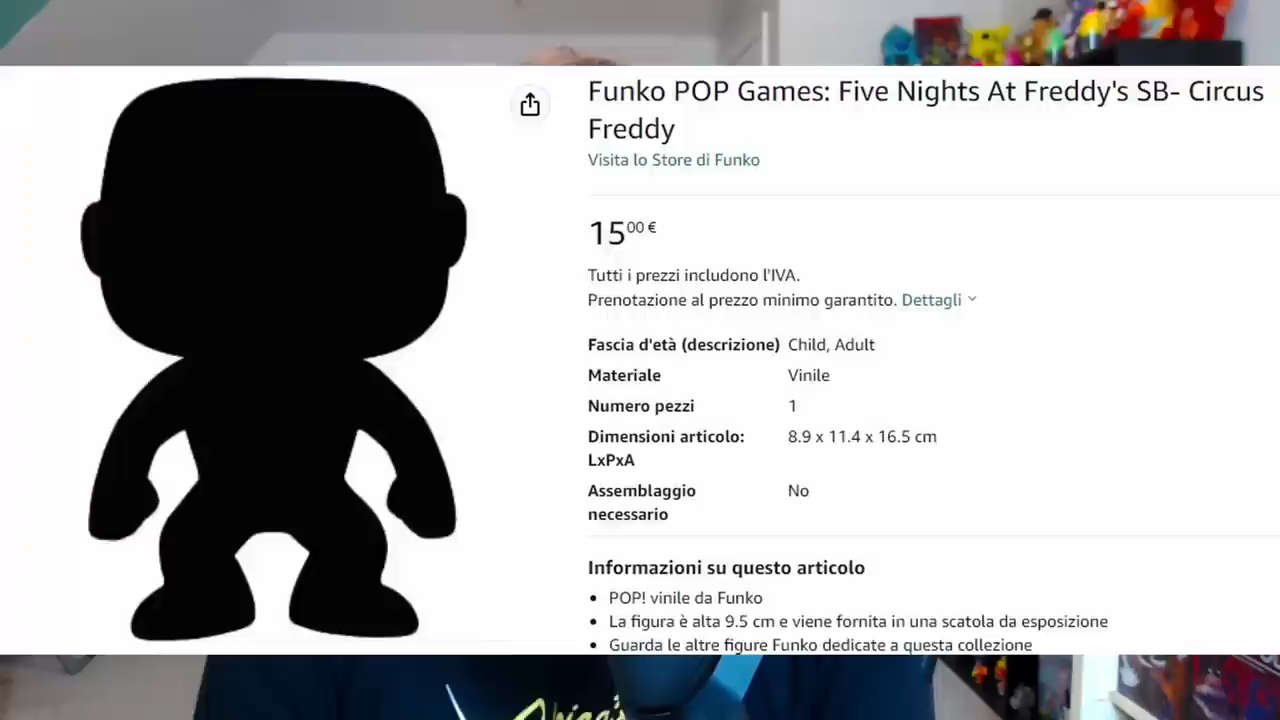 Funko POP Games: Five Nights At Freddy's SB- Circus
Freddy
Visita lo Store di Funko
15,00 €
Tutti i prezzi includono l'IVA.
Prenotazione al prezzo minimo garantito. Dettagli
Fascia d'età (descrizione) Child, Adult
Materiale Vinile
Numero pezzi 1
Dimensioni articolo: 8.9 x 11.4 x 16.5 cm
LxPxA
Assemblaggio No
necessario
Informazioni su questo articolo
• POP! vinile da Funko
• La figura è alta 9.5 cm e viene fornita in una scatola da esposizione
• Guarda le altre figure Funko dedicate a questa collezione